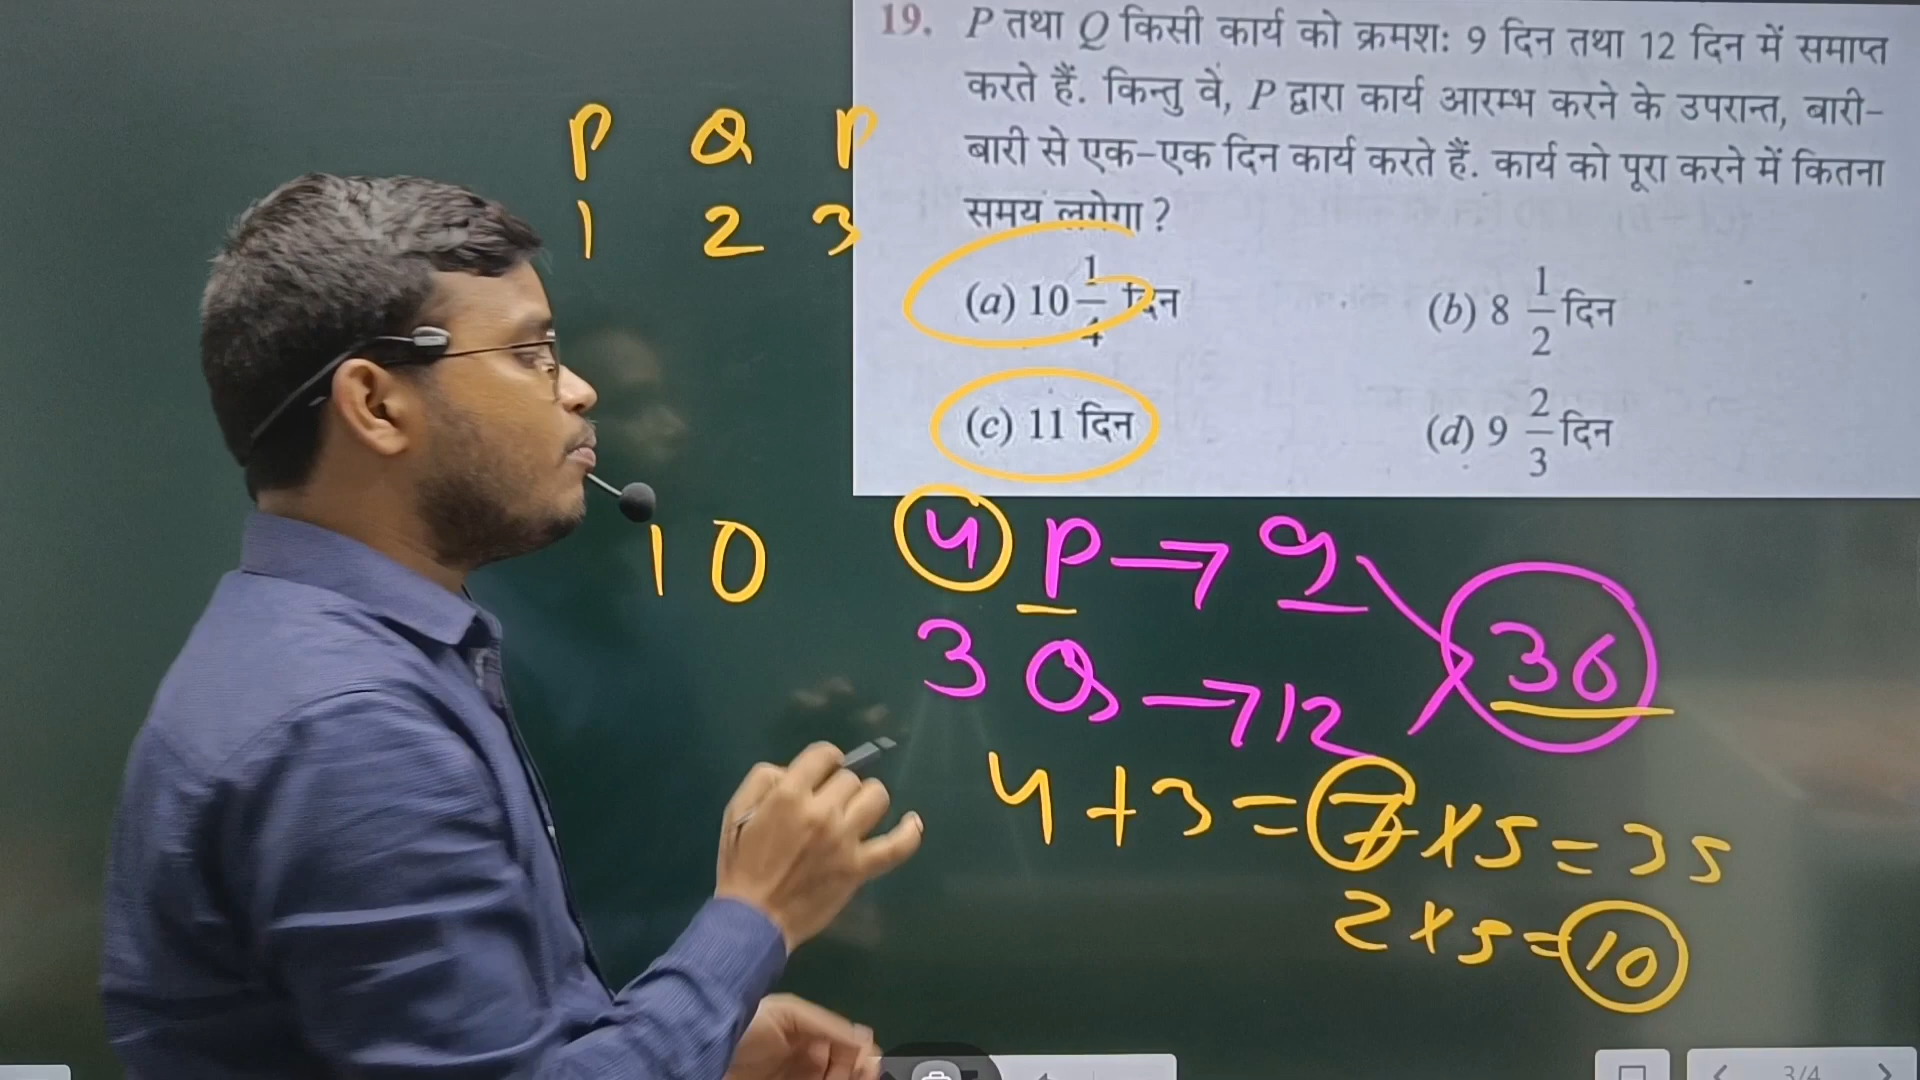 19. P तथा Q किसी कार्य को क्रमशः 9 दिन तथा 12 दिन में समाप्त
करते हैं. किन्तु वे, P द्वारा कार्य आरम्भ करने के उपरान्त, बारी-
बारी से एक-एक दिन कार्य करते हैं. कार्य को पूरा करने में कितना
समय लगेगा ?
(a) 10 1/4 दिन (b) 8 1/2 दिन
(c) 11 दिन (d) 9 2/3 दिन
P Q P
1 2 3
10
4 P → 9
3 Q → 12
36
4 + 3 = 7 × 5 = 35
2 × 5 = 10
3/4